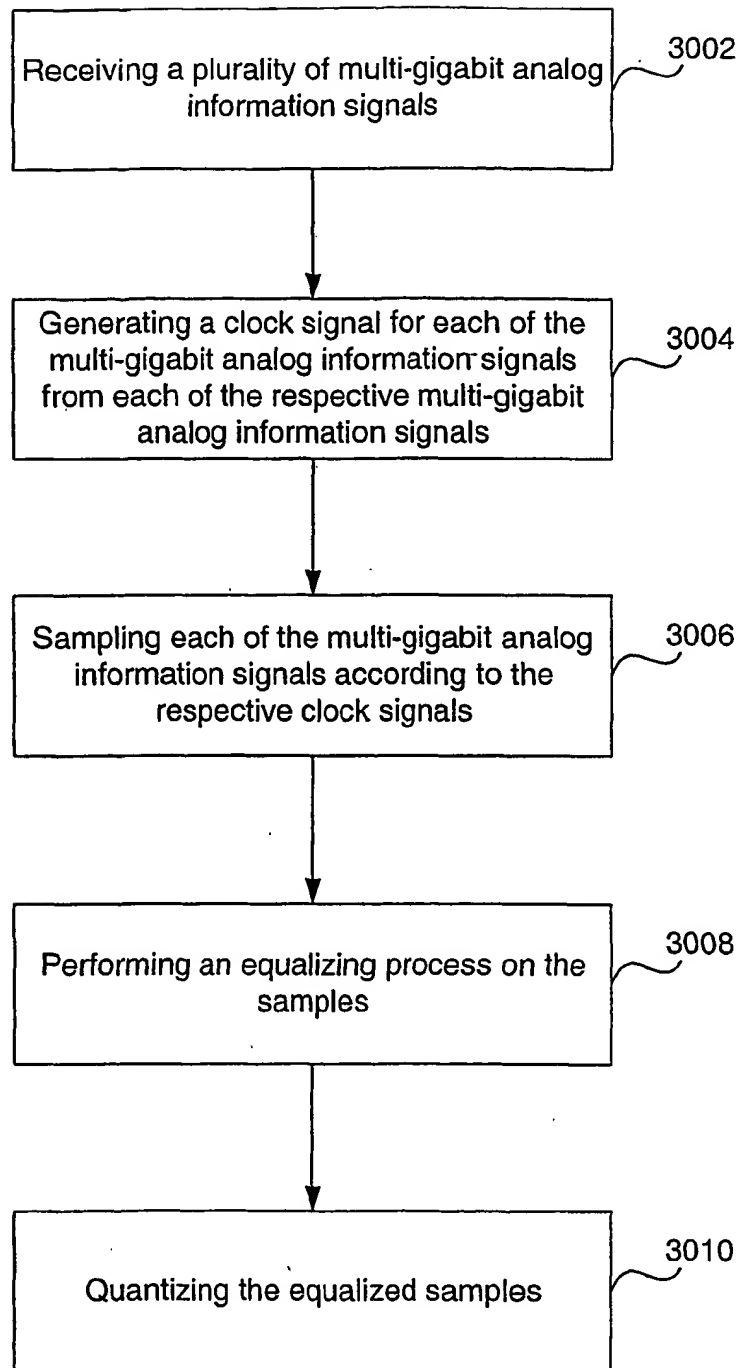 Receiving a plurality of multi-gigabit analog
information signals
3002
Generating a clock signal for each of the
multi-gigabit analog information signals
from each of the respective multi-gigabit
analog information signals
3004
Sampling each of the multi-gigabit analog
information signals according to the
respective clock signals
3006
Performing an equalizing process on the
samples
3008
Quantizing the equalized samples
3010